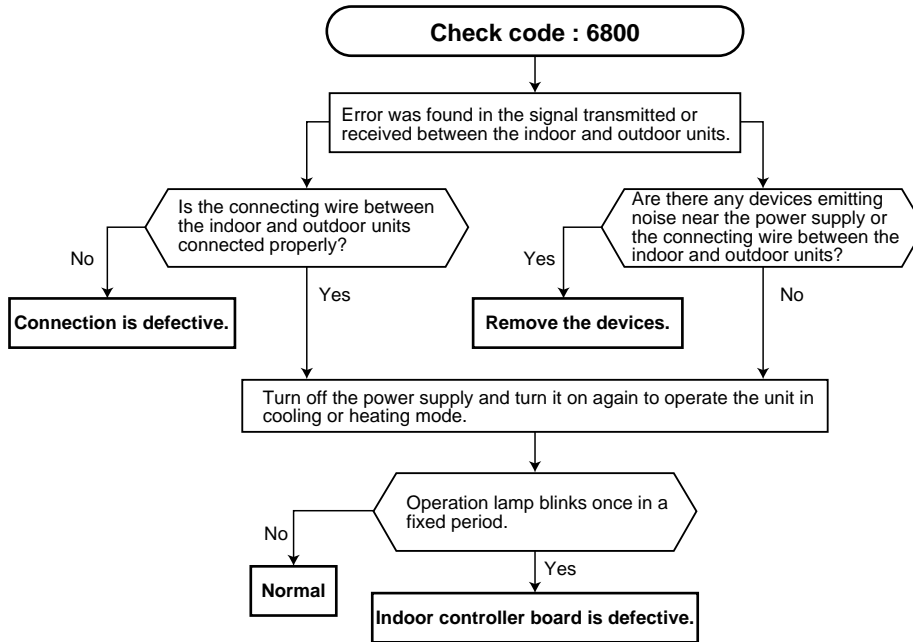 Check code : 6800
Error was found in the signal transmitted or
received between the indoor and outdoor units.
Is the connecting wire between
the indoor and outdoor units
connected properly?
Are there any devices emitting
noise near the power supply or
the connecting wire between the
indoor and outdoor units?
No
Yes
Yes
No
Connection is defective.
Remove the devices.
Turn off the power supply and turn it on again to operate the unit in
cooling or heating mode.
Operation lamp blinks once in a
fixed period.
No
Yes
Normal
Indoor controller board is defective.